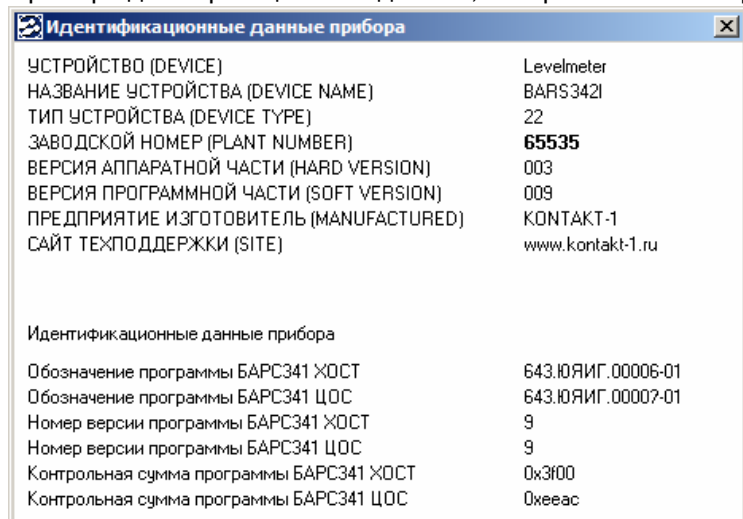 Идентификационные данные прибора
УСТРОЙСТВО (DEVICE) Levelmeter
НАЗВАНИЕ УСТРОЙСТВА (DEVICE NAME) BARS342I
ТИП УСТРОЙСТВА (DEVICE TYPE) 22
ЗАВОДСКОЙ НОМЕР (PLANT NUMBER) 65535
ВЕРСИЯ АППАРАТНОЙ ЧАСТИ (HARD VERSION) 003
ВЕРСИЯ ПРОГРАММНОЙ ЧАСТИ (SOFT VERSION) 009
ПРЕДПРИЯТИЕ ИЗГОТОВИТЕЛЬ (MANUFACTURED) KONTAKT-1
САЙТ ТЕХПОДДЕРЖКИ (SITE) www.kontakt-1.ru
Идентификационные данные прибора
Обозначение программы БАРС341 ХОСТ 643.ЮЯИГ.00006-01
Обозначение программы БАРС341 ЦОС 643.ЮЯИГ.00007-01
Номер версии программы БАРС341 ХОСТ 9
Номер версии программы БАРС341 ЦОС 9
Контрольная сумма программы БАРС341 ХОСТ 0x3f00
Контрольная сумма программы БАРС341 ЦОС 0xeeac